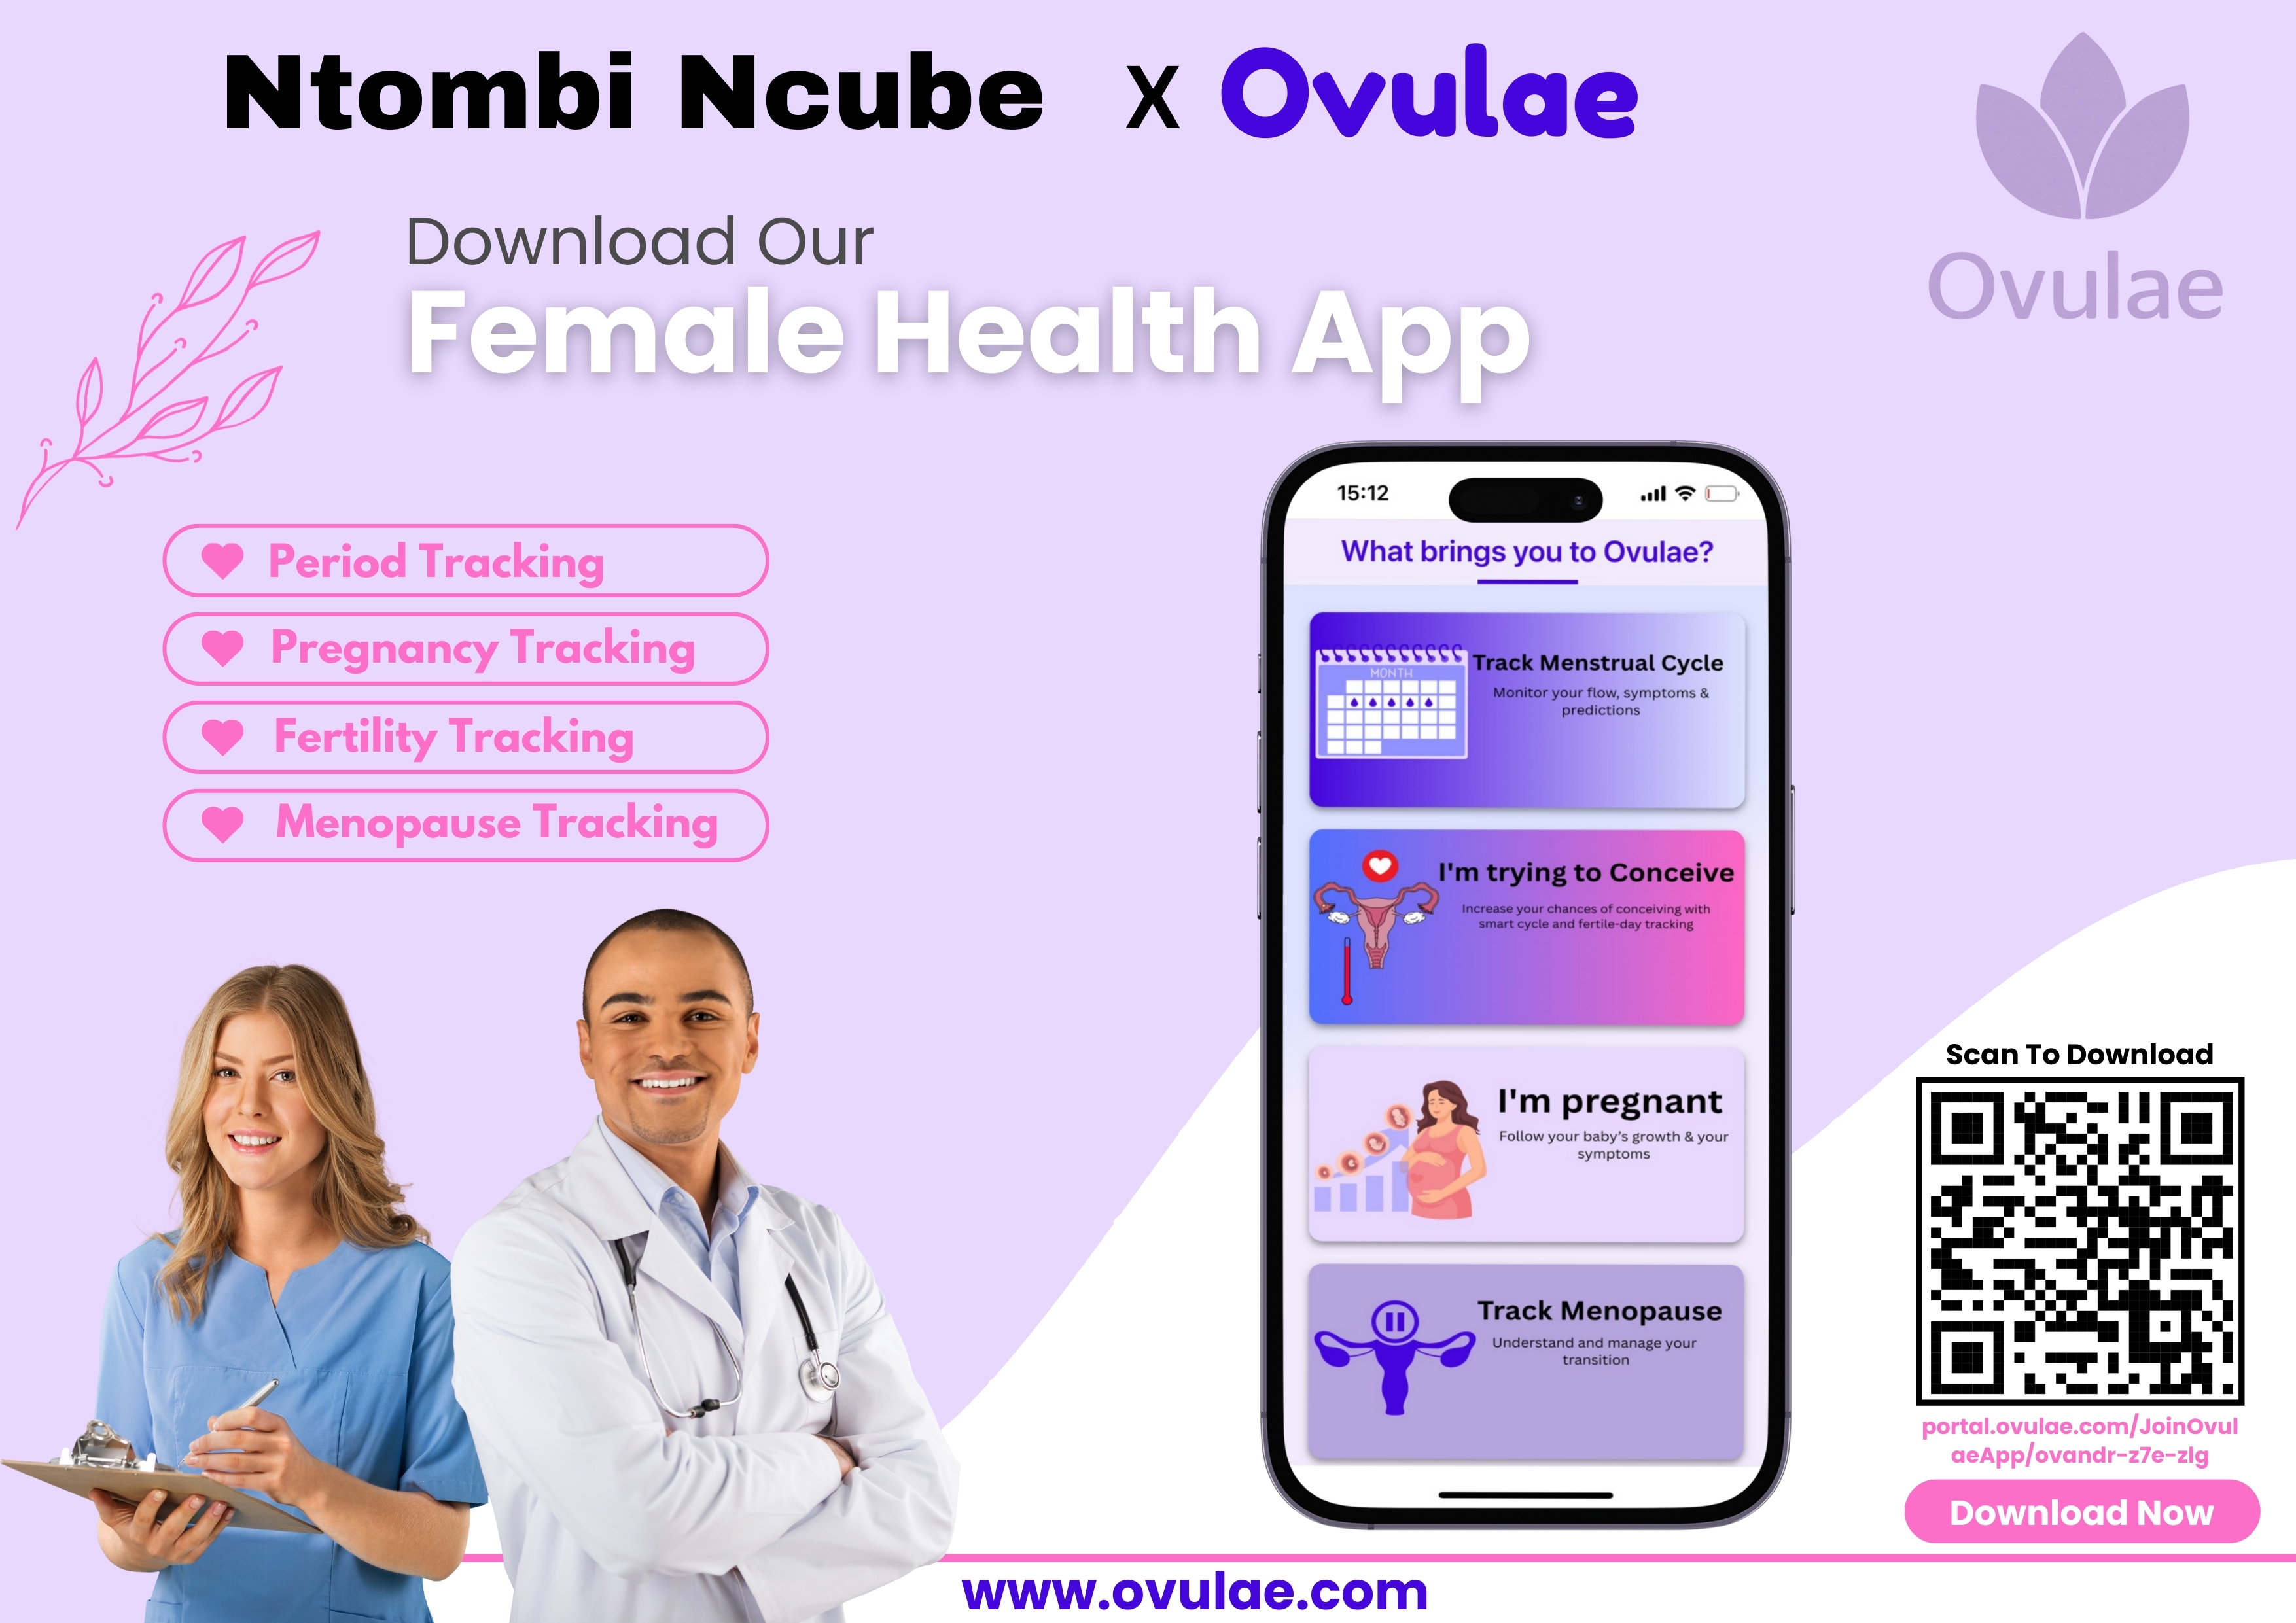 Ntombi Ncube x Ovulae
Ovulae
Download Our
Female Health App
Period Tracking
Pregnancy Tracking
Fertility Tracking
Menopause Tracking
15:12
What brings you to Ovulae?
MONTH
Track Menstrual Cycle
Monitor your flow, symptoms &
predictions
I'm trying to Conceive
Increase your chances of conceiving with
smart cycle and fertile-day tracking
I'm pregnant
Follow your baby's growth & your
symptoms
Track Menopause
Understand and manage your
transition
Scan To Download
portal.ovulae.com/JoinOvul
aeApp/ovandr-z7e-zlg
Download Now
www.ovulae.com